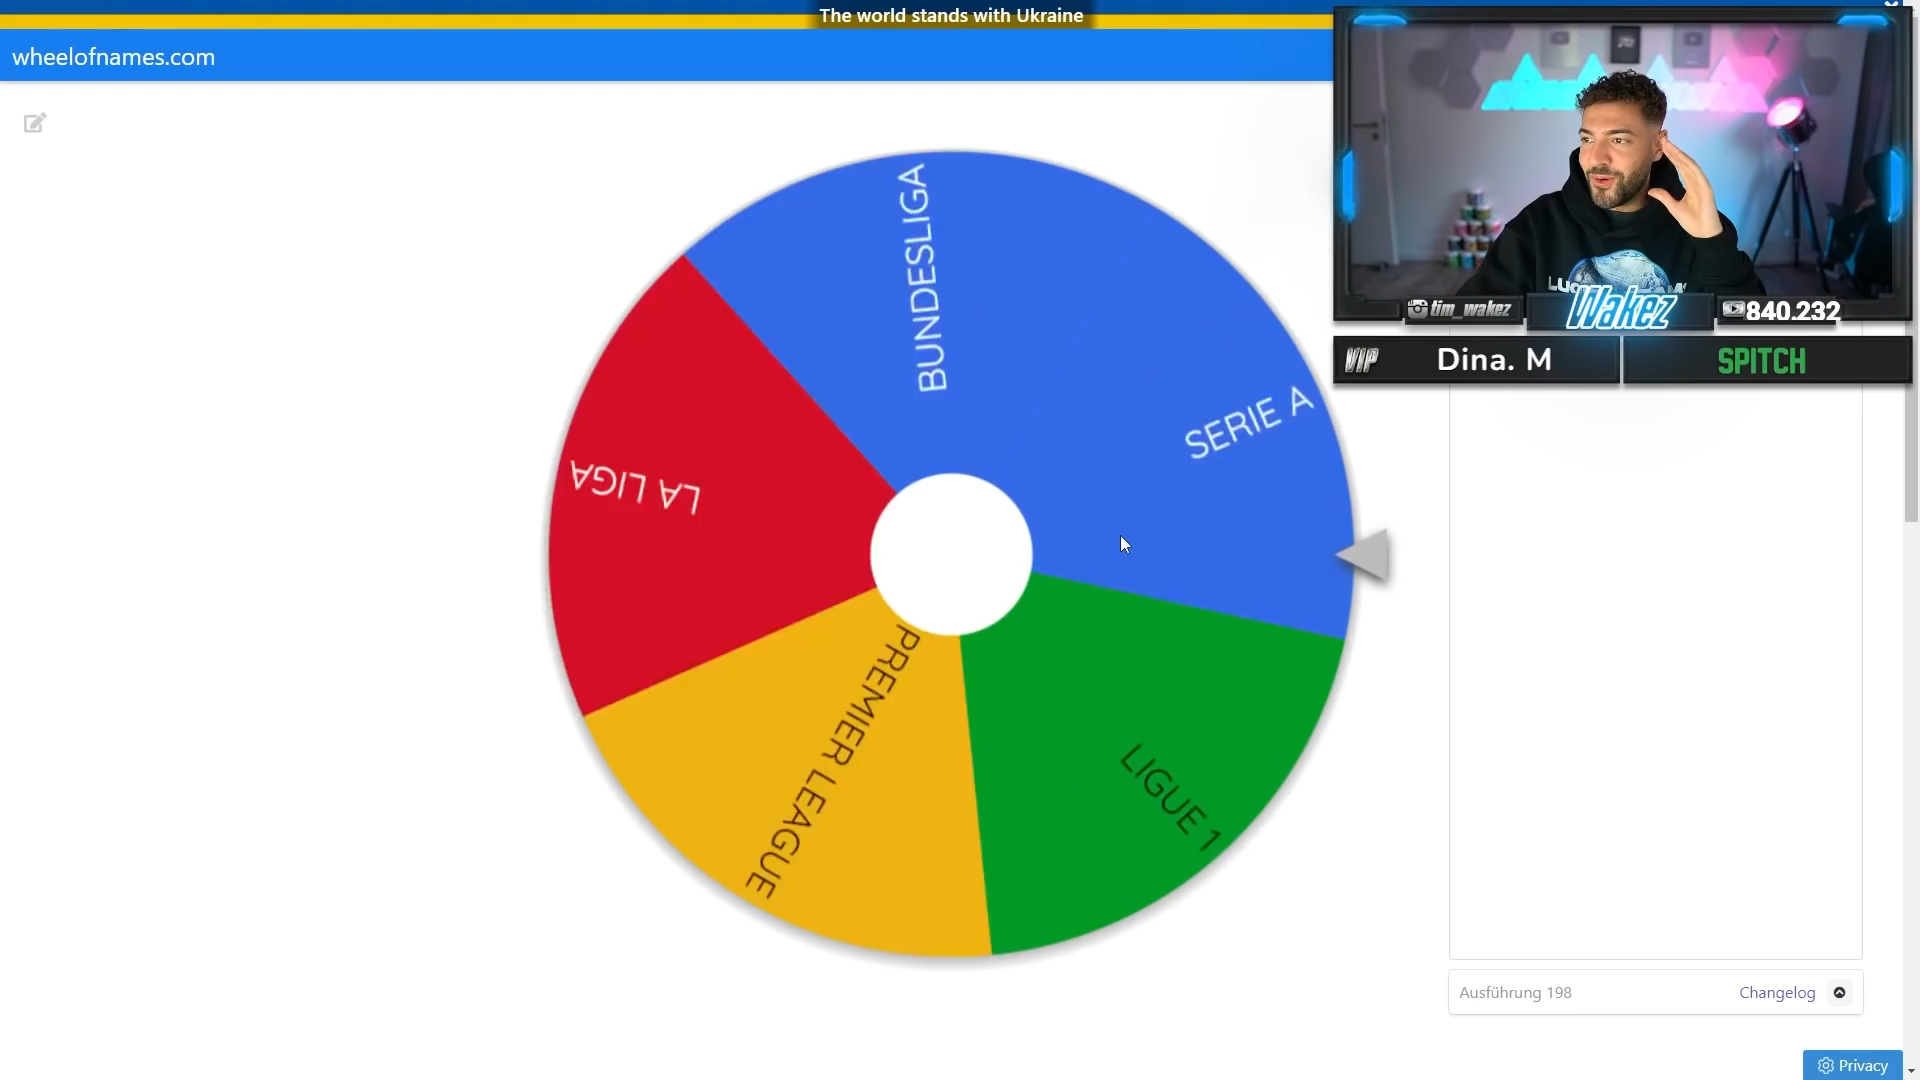 The world stands with Ukraine
wheelofnames.com
BUNDESLIGA
SERIE A
LA LIGA
PREMIER LEAGUE
LIGUE 1
tim_wakez
Wakez
840.232
VIP
Dina. M
SPITCH
Ausführung 198
Changelog
Privacy